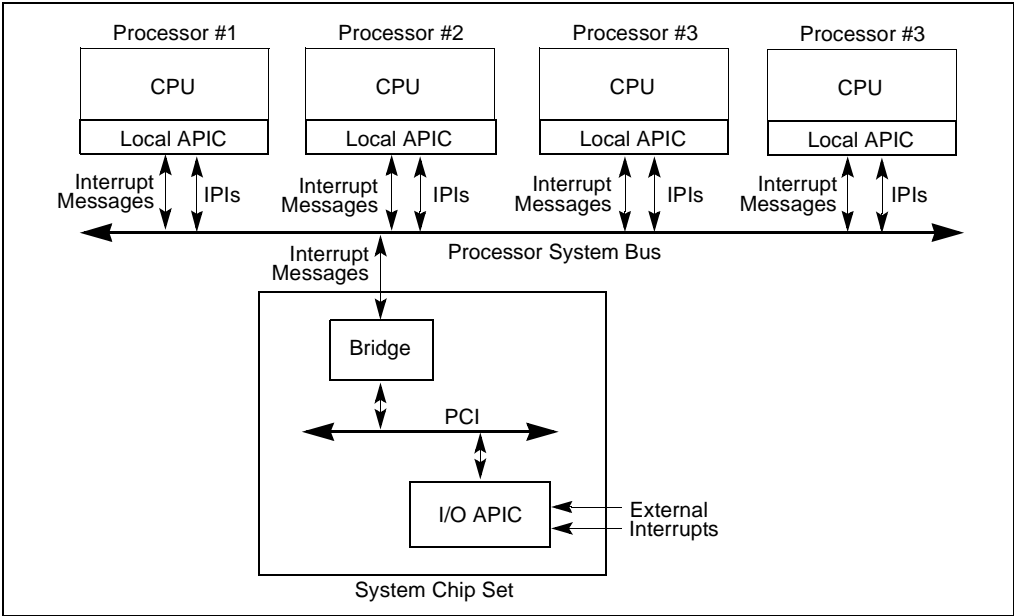 Processor #1
Processor #2
Processor #3
Processor #3
CPU
CPU
CPU
CPU
Local APIC
Local APIC
Local APIC
Local APIC
Interrupt
Messages
IPIs
Interrupt
Messages
IPIs
Interrupt
Messages
IPIs
Interrupt
Messages
IPIs
Processor System Bus
Interrupt
Messages
Bridge
PCI
I/O APIC
External
Interrupts
System Chip Set